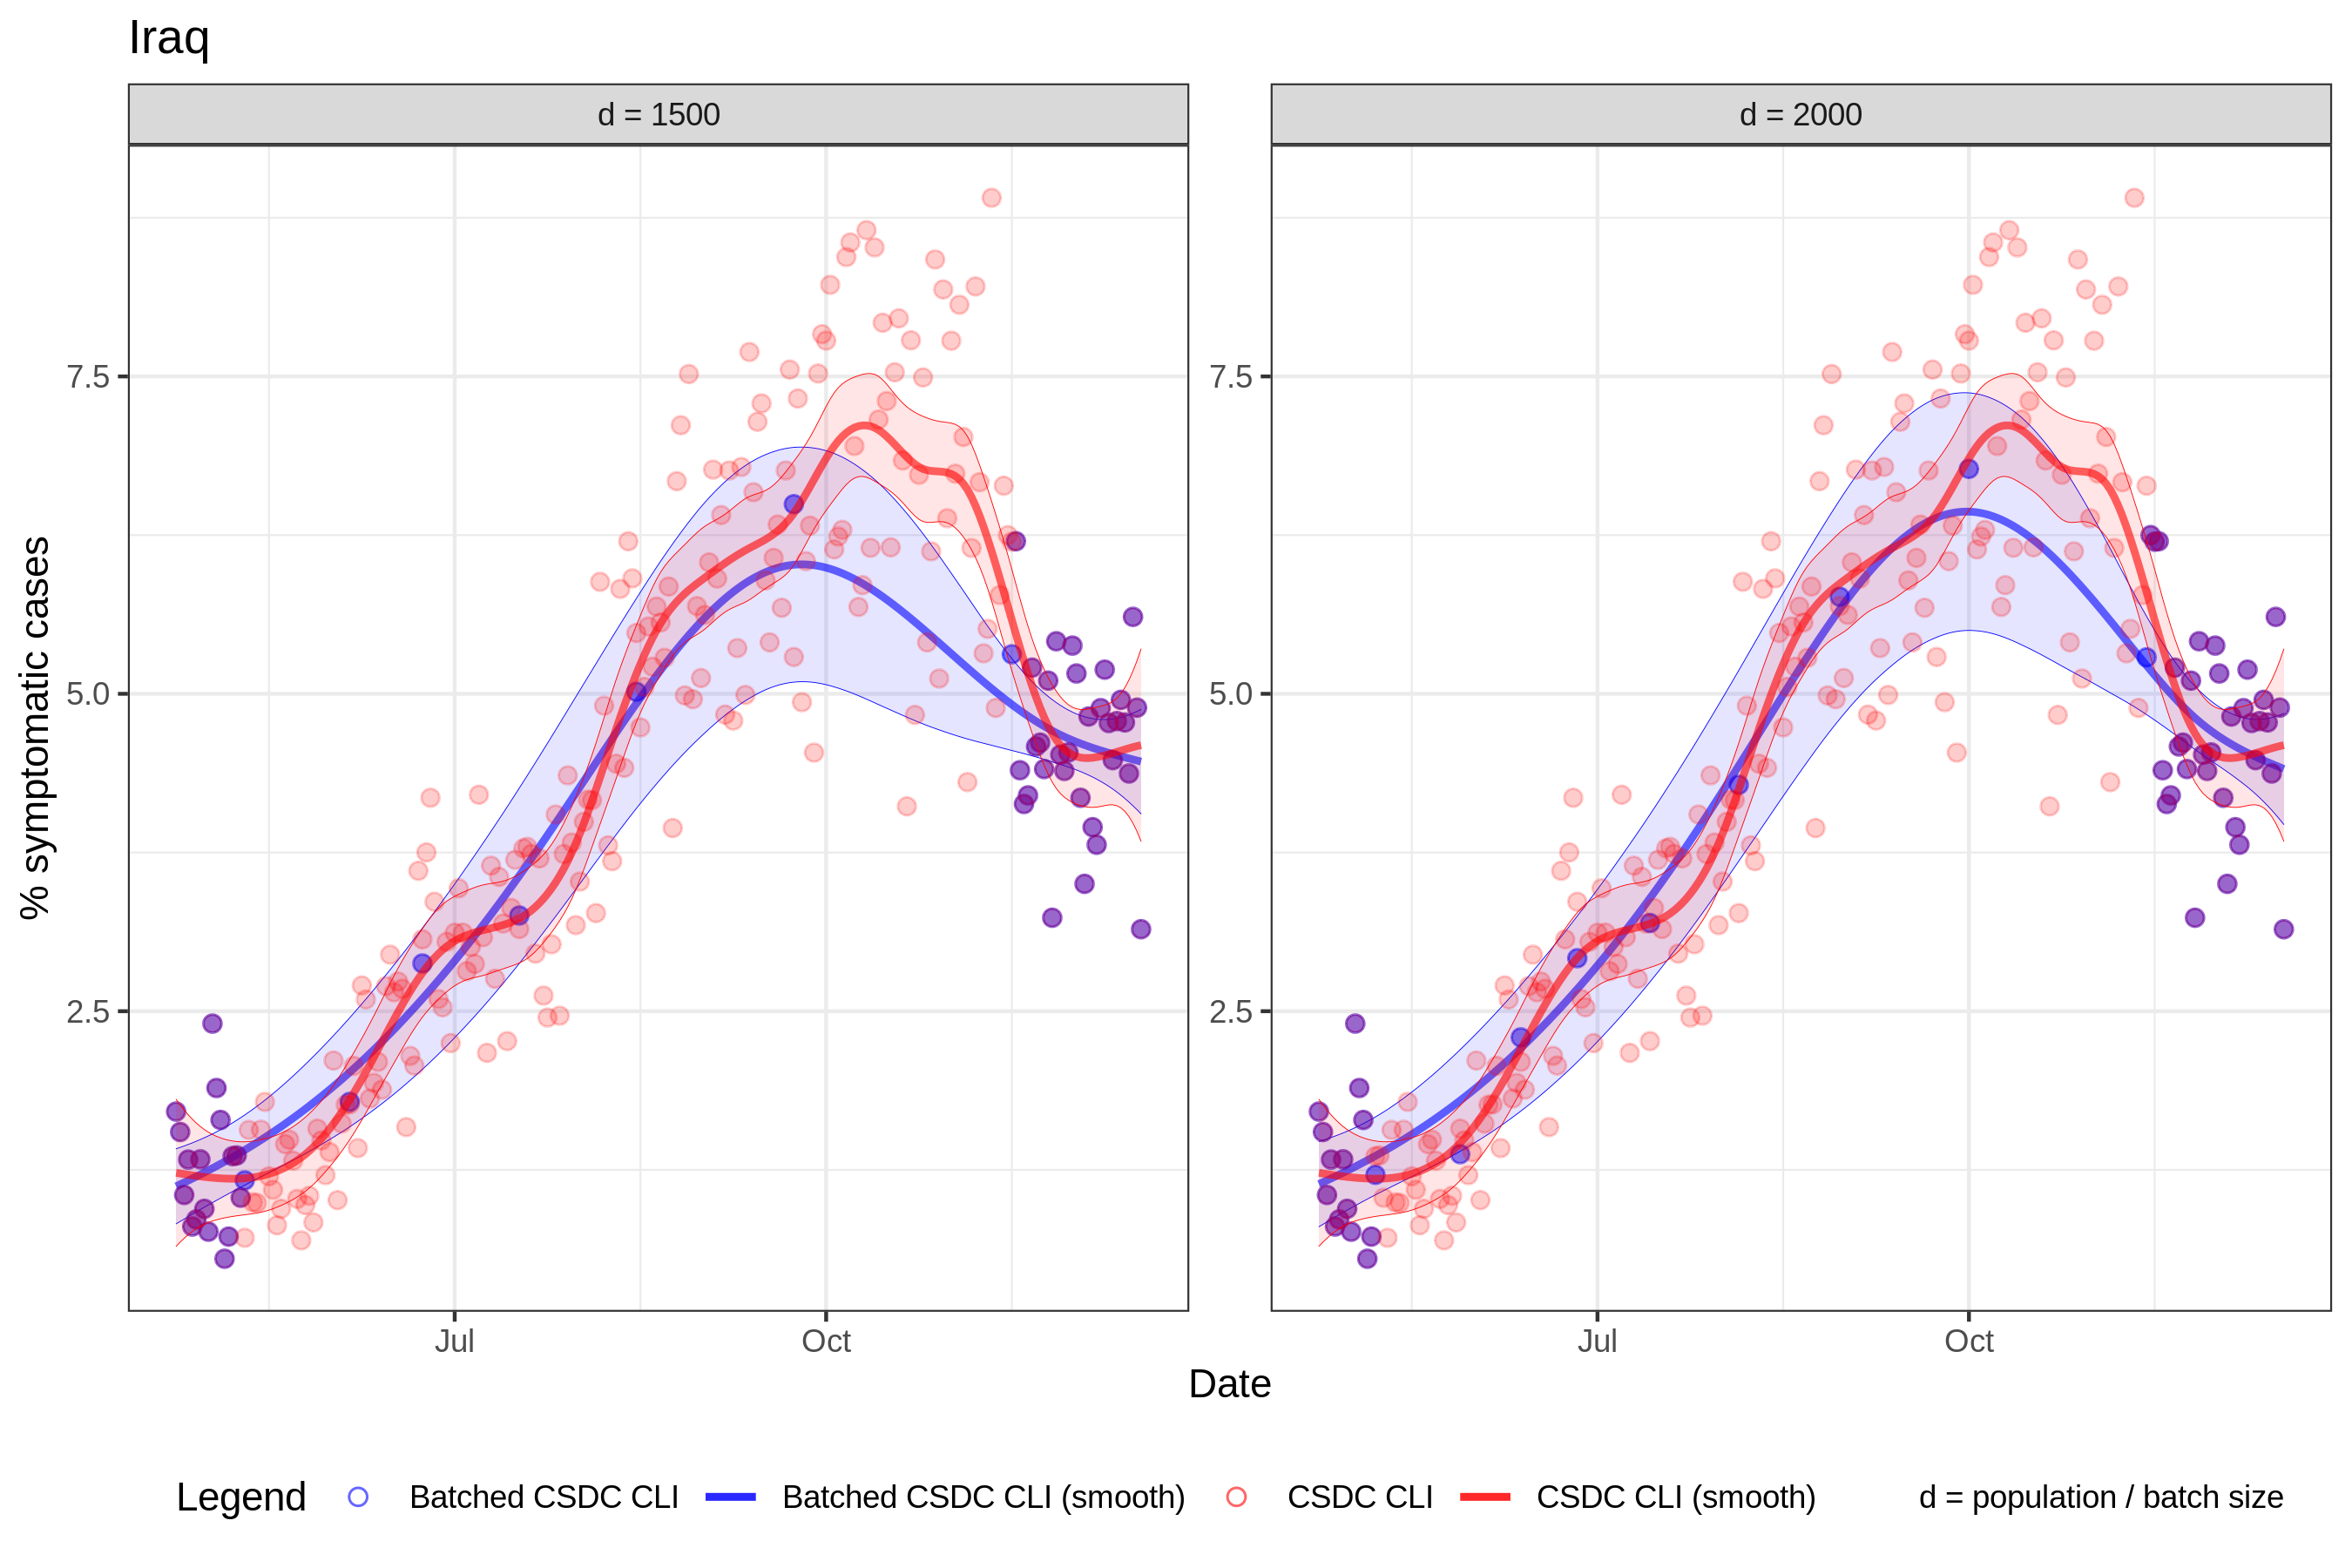 Iraq
d = 1500
d = 2000
% symptomatic cases
7.5
5.0
2.5
7.5
5.0
2.5
Jul
Oct
Jul
Oct
Date
Legend
Batched CSDC CLI
Batched CSDC CLI (smooth)
CSDC CLI
CSDC CLI (smooth)
d = population / batch size